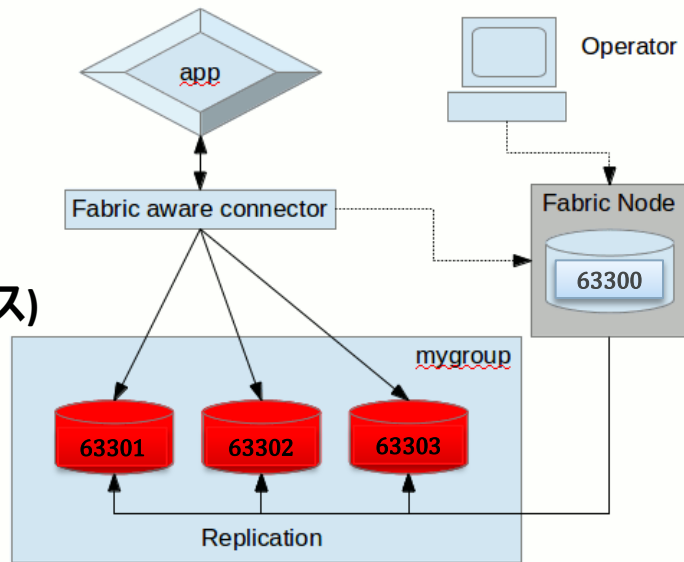 app
Operator
Fabric aware connector
Fabric Node
63300
ス)
mygroup
63301
63302
63303
Replication